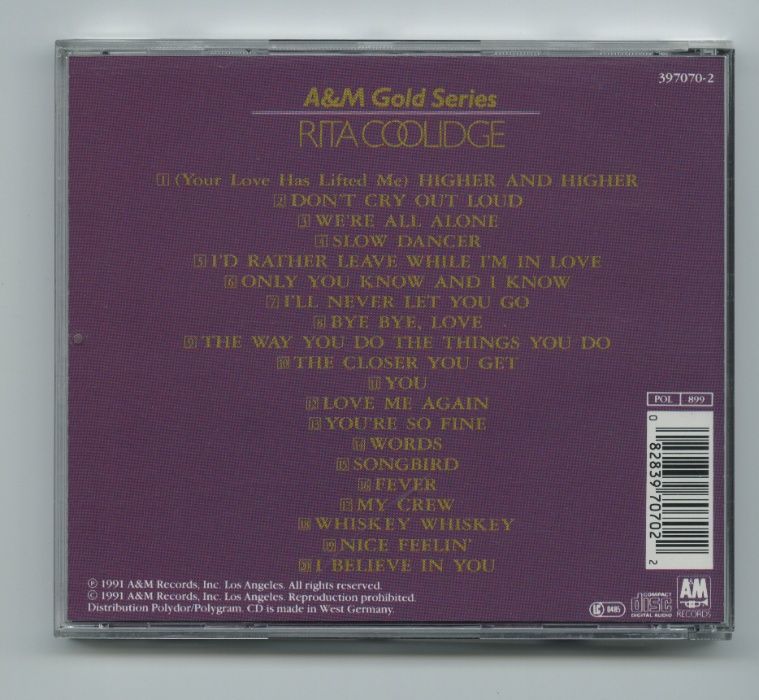 397070-2
A&M Gold Series
RITA COOLIDGE
1 (Your Love Has Lifted Me) HIGHER AND HIGHER
2 DON'T CRY OUT LOUD
3 WE'RE ALL ALONE
4 SLOW DANCER
5 I'D RATHER LEAVE WHILE I'M IN LOVE
6 ONLY YOU KNOW AND I KNOW
7 I'LL NEVER LET YOU GO
8 BYE BYE, LOVE
9 THE WAY YOU DO THE THINGS YOU DO
10 THE CLOSER YOU GET
11 YOU
12 LOVE ME AGAIN
13 YOU'RE SO FINE
14 WORDS
15 SONGBIRD
16 FEVER
17 MY CREW
18 WHISKEY WHISKEY
19 NICE FEELIN'
20 I BELIEVE IN YOU
POL 899
0 82839 70702 2
℗ 1991 A&M Records, Inc. Los Angeles. All rights reserved.
© 1991 A&M Records, Inc. Los Angeles. Reproduction prohibited.
Distribution Polydor/Polygram. CD is made in West Germany.
LC 0485
COMPACT
disc
DIGITAL AUDIO
A&M
RECORDS